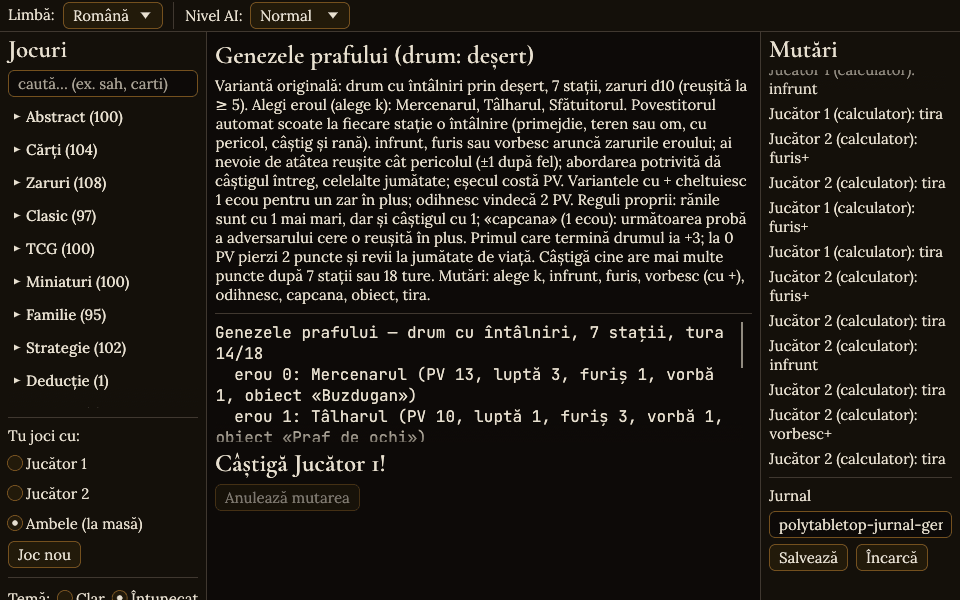 Limbă: Română ▼ Nivel AI: Normal ▼
Jocuri
caută... (ex. sah, carti)
▸ Abstract (100)
▸ Cărți (104)
▸ Zaruri (108)
▸ Clasic (97)
▸ TCG (100)
▸ Miniaturi (100)
▸ Familie (95)
▸ Strategie (102)
▸ Deducție (1)
Tu joci cu:
Jucător 1
Jucător 2
Ambele (la masă)
Joc nou
Temă: Clar Întunecat
Genezele prafului (drum: deșert)
Variantă originală: drum cu întâlniri prin deșert, 7 stații, zaruri d10 (reușită la
≥ 5). Alegi eroul (alege k): Mercenarul, Tâlharul, Sfătuitorul. Povestitorul
automat scoate la fiecare stație o întâlnire (primejdie, teren sau om, cu
pericol, câștig și rană). infrunt, furis sau vorbesc aruncă zarurile eroului; ai
nevoie de atâtea reușite cât pericolul (±1 după fel); abordarea potrivită dă
câștigul întreg, celelalte jumătate; eșecul costă PV. Variantele cu + cheltuiesc
1 ecou pentru un zar în plus; odihnesc vindecă 2 PV. Reguli proprii: rănile
sunt cu 1 mai mari, dar și câștigul cu 1; «capcana» (1 ecou): următoarea probă
a adversarului cere o reușită în plus. Primul care termină drumul ia +3; la 0
PV pierzi 2 puncte și revii la jumătate de viață. Câștigă cine are mai multe
puncte după 7 stații sau 18 ture. Mutări: alege k, infrunt, furis, vorbesc (cu +),
odihnesc, capcana, obiect, tira.
Genezele prafului — drum cu întâlniri, 7 stații, tura
14/18
erou 0: Mercenarul (PV 13, luptă 3, furiș 1, vorbă
1, obiect «Buzdugan»)
erou 1: Tâlharul (PV 10, luptă 1, furiș 3, vorbă 1,
obiect «Praf de ochi»)
Câștigă Jucător 1!
Anulează mutarea
Mutări
Jucător 1 (calculator):
infrunt
Jucător 1 (calculator): tira
Jucător 2 (calculator):
furis+
Jucător 2 (calculator): tira
Jucător 1 (calculator):
furis+
Jucător 1 (calculator): tira
Jucător 2 (calculator):
furis+
Jucător 2 (calculator): tira
Jucător 2 (calculator):
infrunt
Jucător 2 (calculator): tira
Jucător 2 (calculator):
vorbesc+
Jucător 2 (calculator): tira
Jurnal
polytabletop-jurnal-ger
Salvează Încarcă